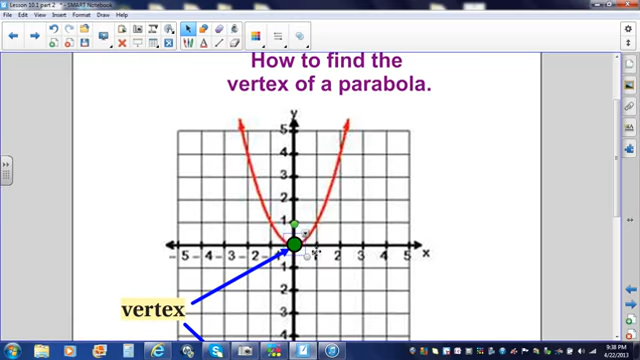 Lesson 10.1 part 2 * - SMART Notebook
File Edit View Insert Format Draw Help
How to find the
vertex of a parabola.
y
5
4
3
2
1
-5 -4 -3 -2 -1 1 2 3 4 5 x
1
2
3
4
vertex
9:38 PM
4/22/2013